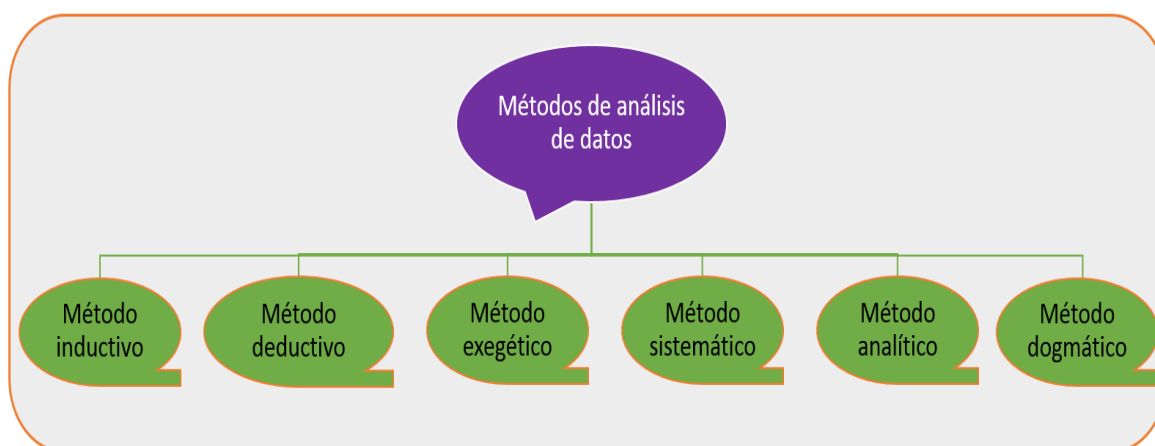 Métodos de análisis
de datos
Método
inductivo
Método
deductivo
Método
exegético
Método
sistemático
Método
analítico
Método
dogmático